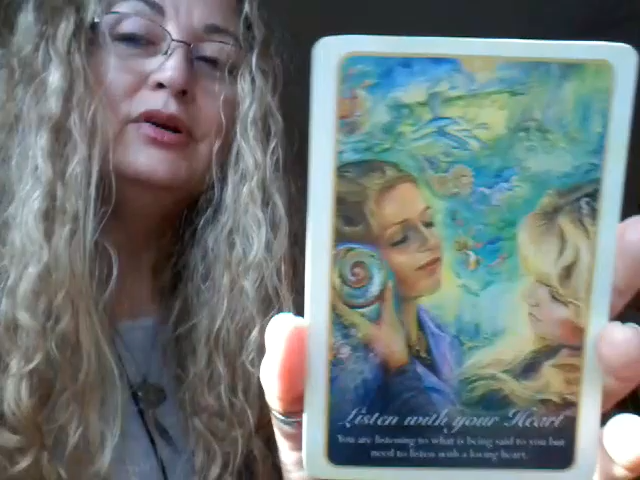 Listen with your Heart
You are listening to what is being said to you but
need to listen with a loving heart.